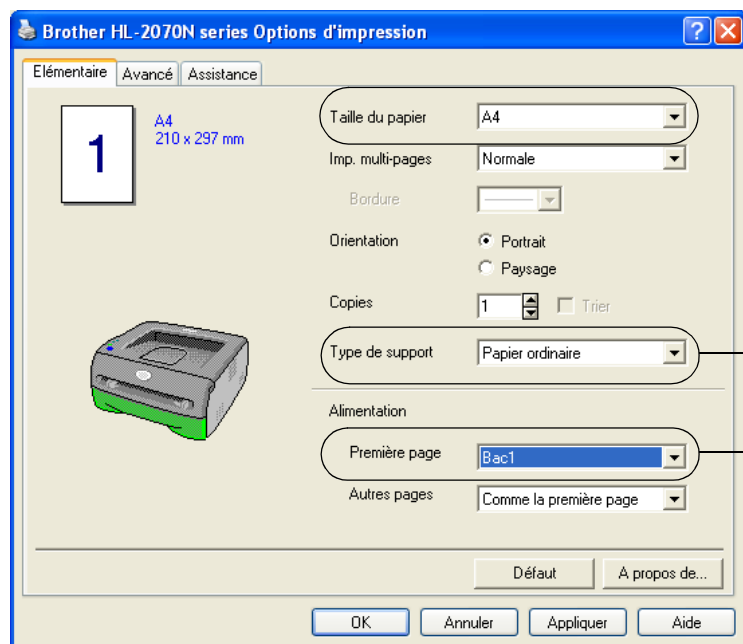 Brother HL-2070N series Options d'impression
Elémentaire Avancé Assistance
1
A4
210 x 297 mm
Taille du papier A4
Imp. multi-pages Normale
Bordure
Orientation Portrait
Paysage
Copies 1 Trier
Type de support Papier ordinaire
Alimentation
Première page Bac1
Autres pages Comme la première page
Défaut A propos de...
OK Annuler Appliquer Aide